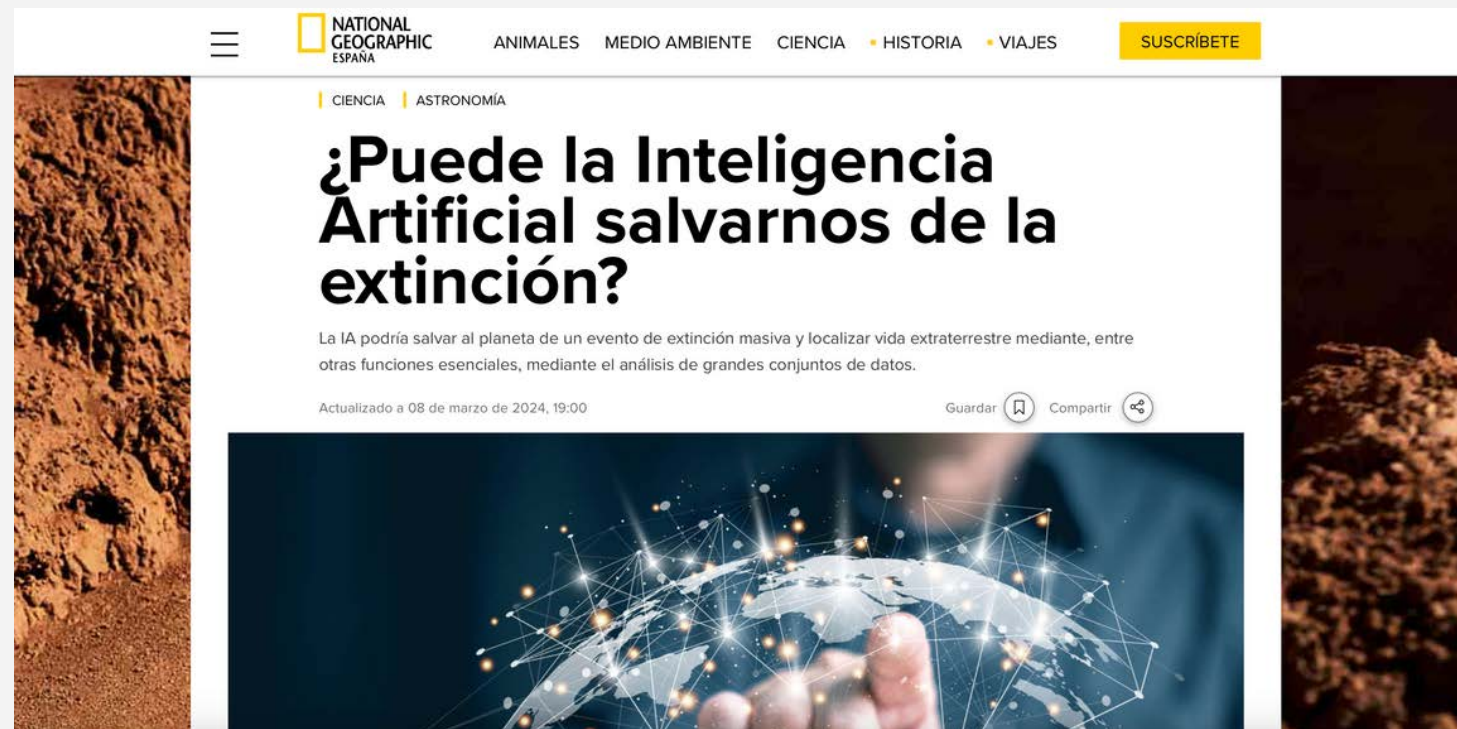 NATIONAL
GEOGRAPHIC
ESPAÑA
ANIMALES MEDIO AMBIENTE CIENCIA HISTORIA VIAJES SUSCRÍBETE
CIENCIA ASTRONOMÍA
¿Puede la Inteligencia
Artificial salvarnos de la
extinción?
La IA podría salvar al planeta de un evento de extinción masiva y localizar vida extraterrestre mediante, entre
otras funciones esenciales, mediante el análisis de grandes conjuntos de datos.
Actualizado a 08 de marzo de 2024, 19:00 Guardar Compartir